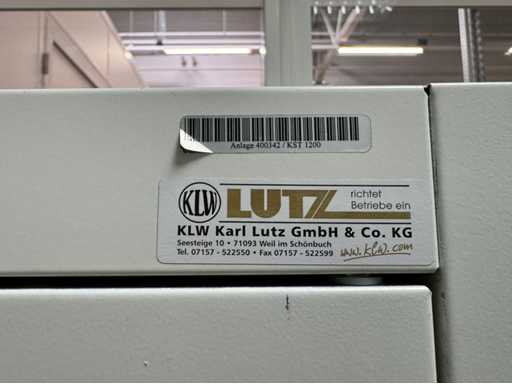 Anlage 400342 / KST 1200
KLW LUTZ richtet
Betriebe ein
KLW Karl Lutz GmbH & Co. KG
Seesteige 10 • 71093 Weil im Schönbuch
Tel. 07157 - 522550 • Fax 07157 - 522599
www.klw.com